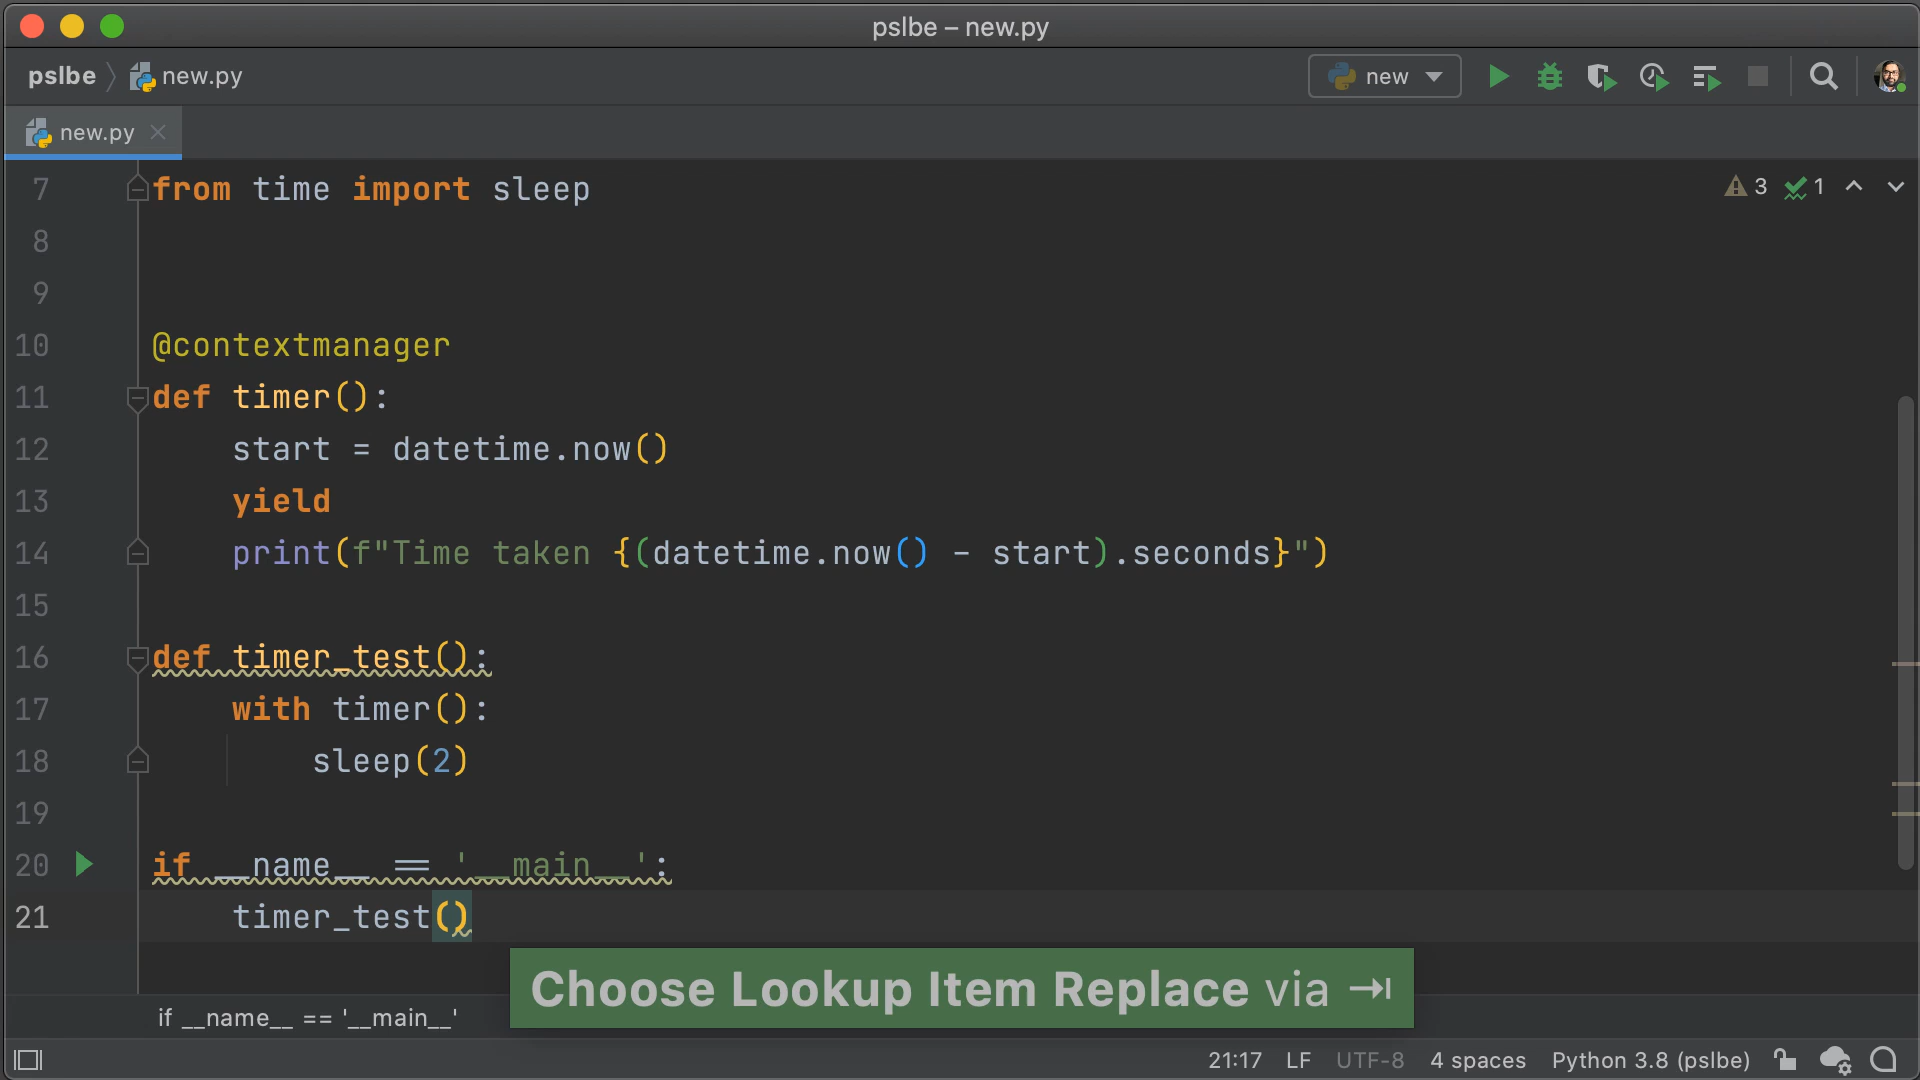 pslbe – new.py
pslbe new.py new
new.py
7 from time import sleep 3 1
8
9
10 @contextmanager
11 def timer():
12 start = datetime.now()
13 yield
14 print(f"Time taken {(datetime.now() - start).seconds}")
15
16 def timer_test():
17 with timer():
18 sleep(2)
19
20 if __name__ == '__main__':
21 timer_test()
Choose Lookup Item Replace via ⇥
if __name__ == '__main__'
21:17 LF UTF-8 4 spaces Python 3.8 (pslbe)